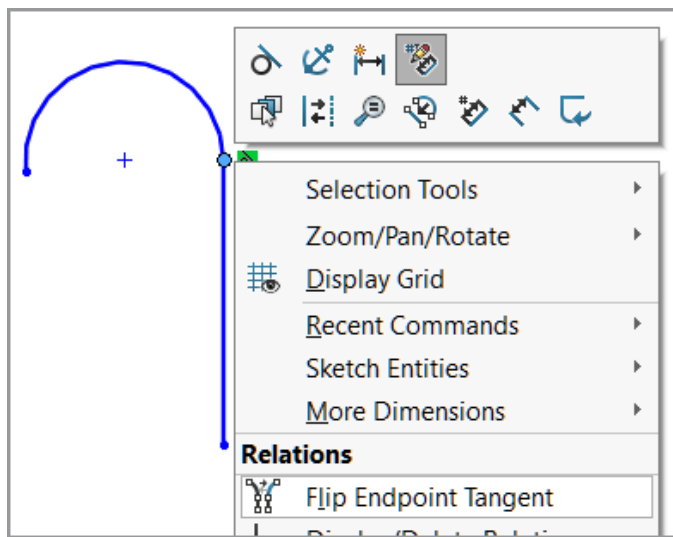 Selection Tools
Zoom/Pan/Rotate
Display Grid
Recent Commands
Sketch Entities
More Dimensions
Relations
Flip Endpoint Tangent